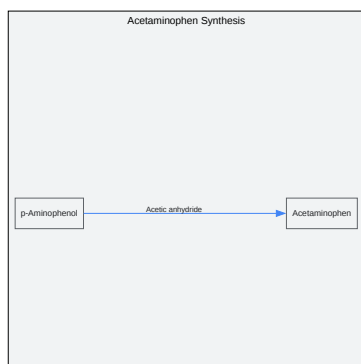 Acetaminophen Synthesis
p-Aminophenol
Acetic anhydride
Acetaminophen